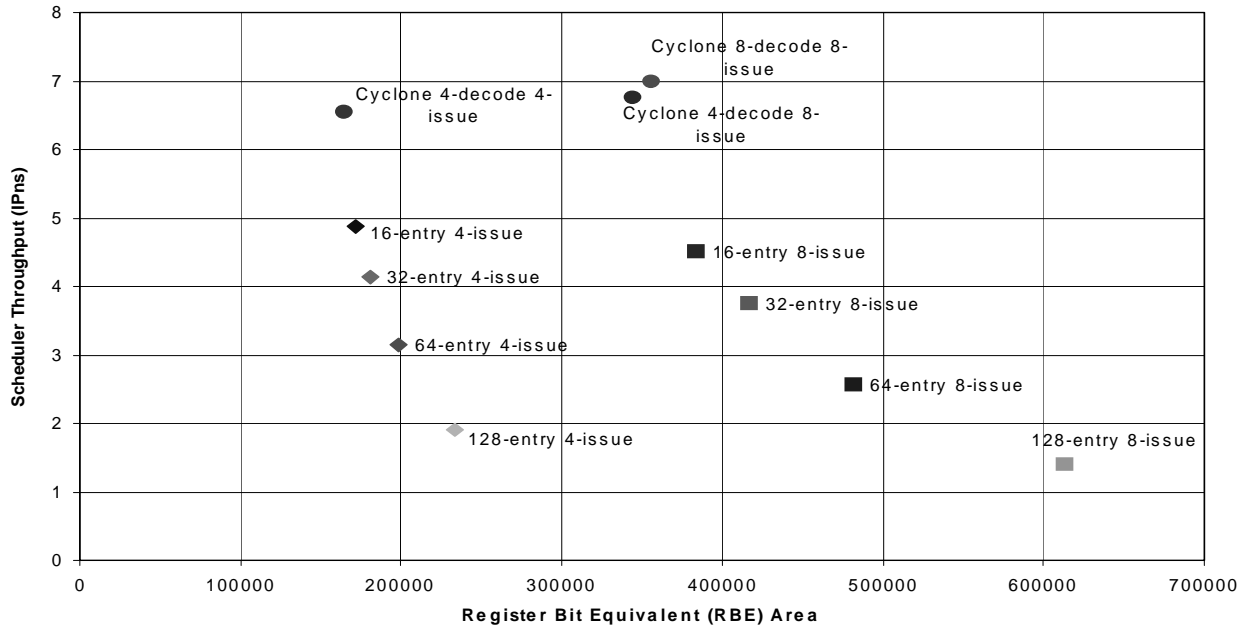 8
7
6
5
4
3
2
1
0
Scheduler Throughput (IPns)
Cyclone 8-decode 8-
issue
Cyclone 4-decode 4-
issue
Cyclone 4-decode 8-
issue
16-entry 4-issue
16-entry 8-issue
32-entry 4-issue
32-entry 8-issue
64-entry 4-issue
64-entry 8-issue
128-entry 4-issue
128-entry 8-issue
0 100000 200000 300000 400000 500000 600000 700000
Register Bit Equivalent (RBE) Area